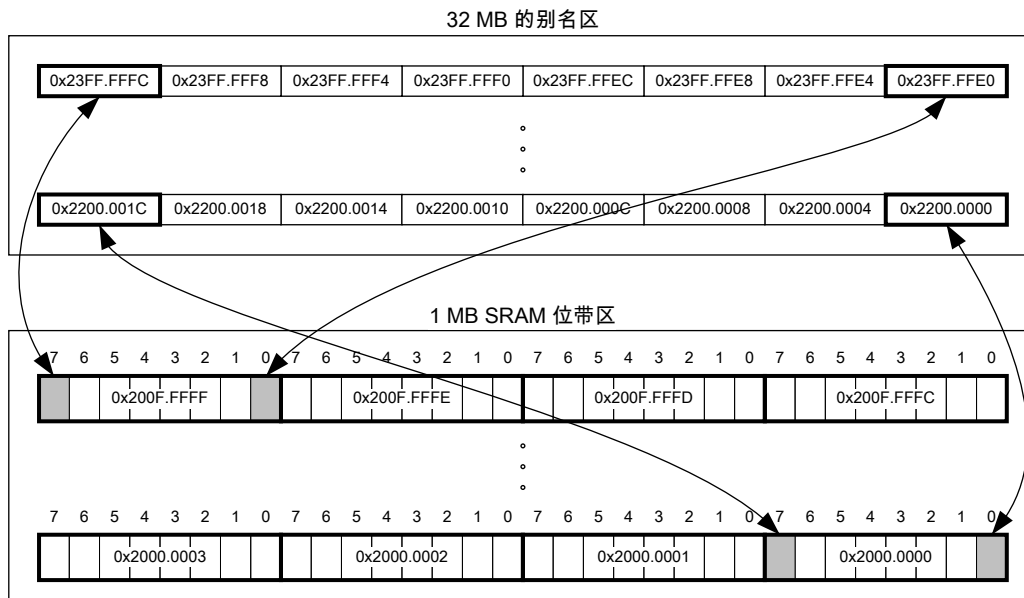 32 MB 的别名区
0x23FF.FFFC 0x23FF.FFF8 0x23FF.FFF4 0x23FF.FFF0 0x23FF.FFEC 0x23FF.FFE8 0x23FF.FFE4 0x23FF.FFE0
0x2200.001C 0x2200.0018 0x2200.0014 0x2200.0010 0x2200.000C 0x2200.0008 0x2200.0004 0x2200.0000
1 MB SRAM 位带区
7 6 5 4 3 2 1 0 7 6 5 4 3 2 1 0 7 6 5 4 3 2 1 0 7 6 5 4 3 2 1 0
0x200F.FFFF 0x200F.FFFE 0x200F.FFFD 0x200F.FFFC
7 6 5 4 3 2 1 0 7 6 5 4 3 2 1 0 7 6 5 4 3 2 1 0 7 6 5 4 3 2 1 0
0x2000.0003 0x2000.0002 0x2000.0001 0x2000.0000